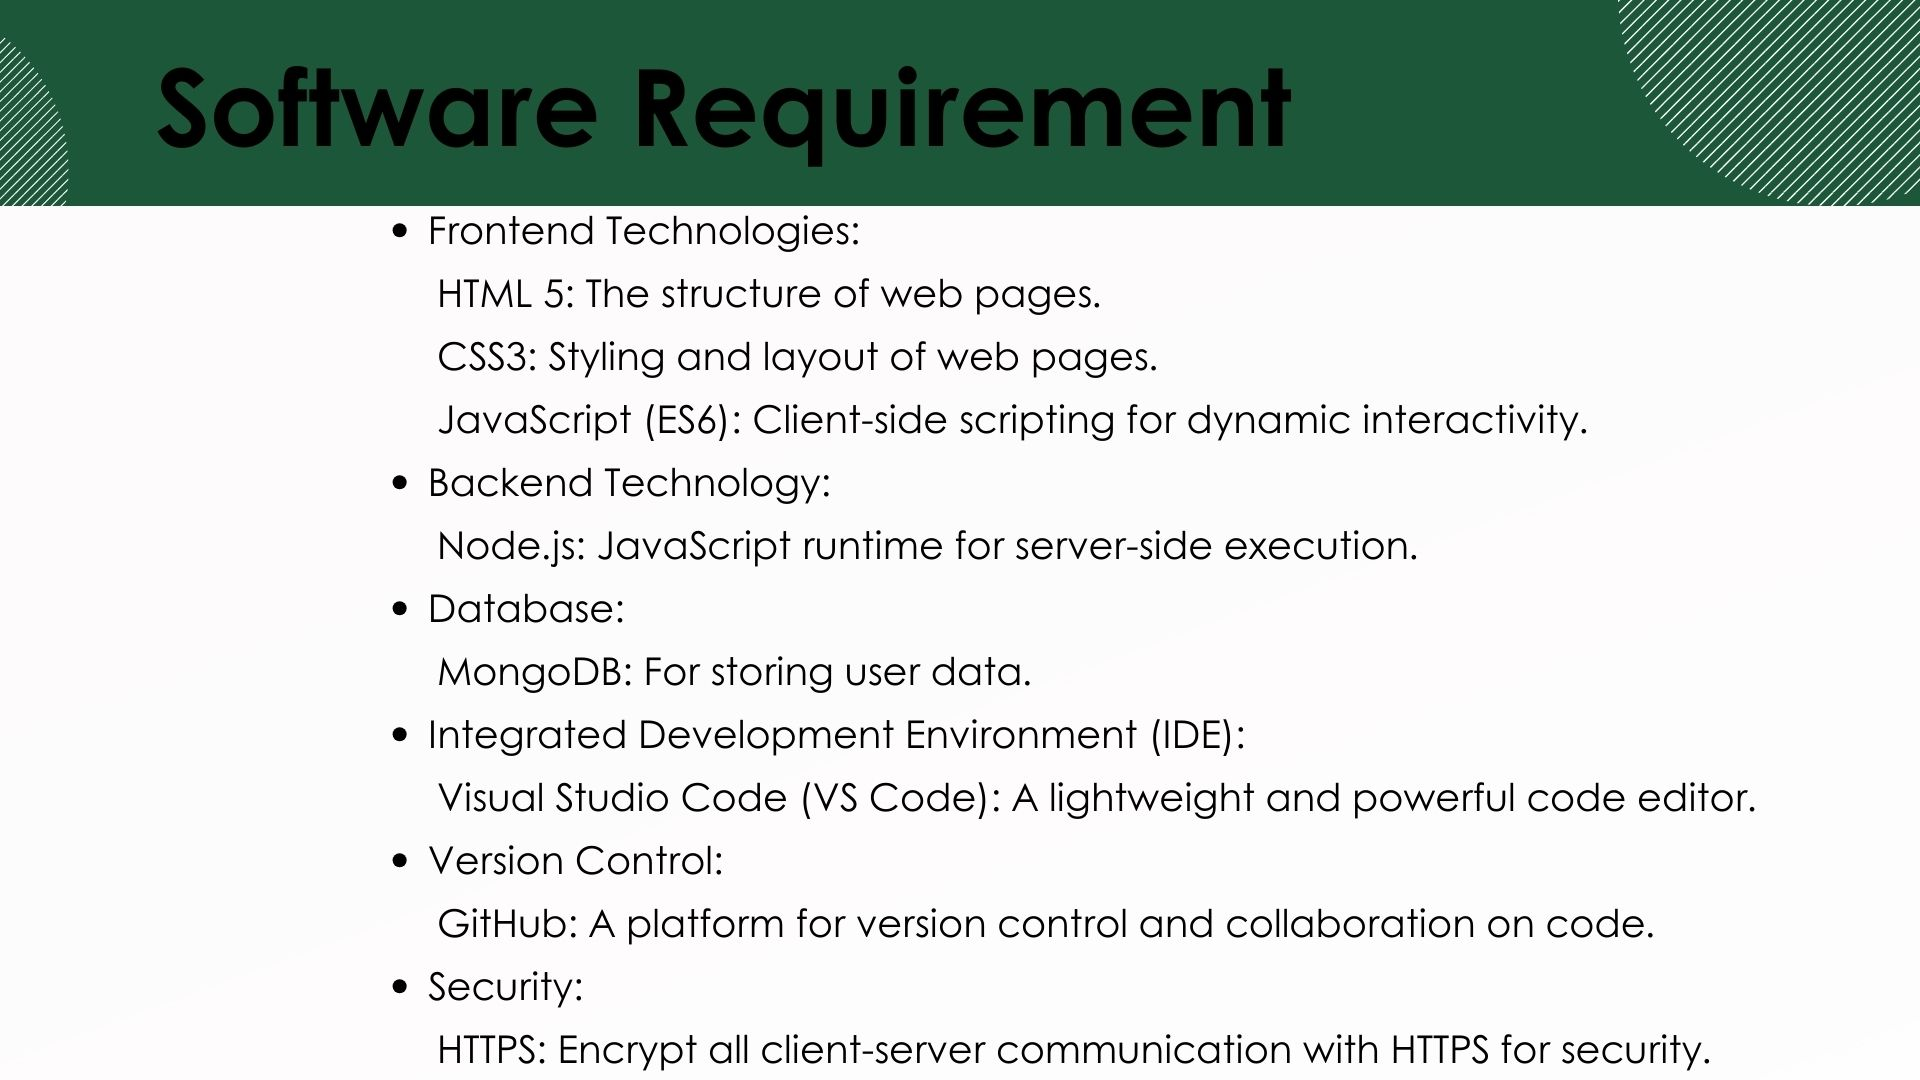 Software Requirement
• Frontend Technologies:
HTML 5: The structure of web pages.
CSS3: Styling and layout of web pages.
JavaScript (ES6): Client-side scripting for dynamic interactivity.
• Backend Technology:
Node.js: JavaScript runtime for server-side execution.
• Database:
MongoDB: For storing user data.
• Integrated Development Environment (IDE):
Visual Studio Code (VS Code): A lightweight and powerful code editor.
• Version Control:
GitHub: A platform for version control and collaboration on code.
• Security:
HTTPS: Encrypt all client-server communication with HTTPS for security.